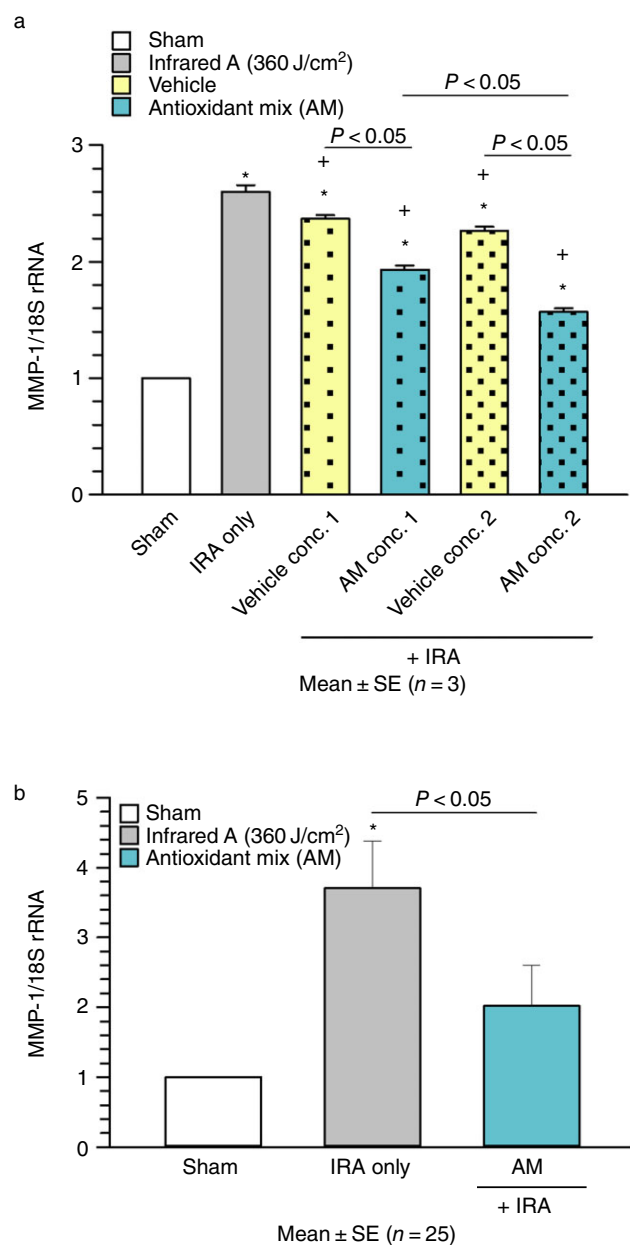 a
Sham
Infrared A (360 J/cm²)
Vehicle
Antioxidant mix (AM)
P < 0.05
P < 0.05
P < 0.05
+
+
+
+
*
*
*
*
*
3
2
1
0
MMP-1/18S rRNA
Sham
IRA only
Vehicle conc. 1
AM conc. 1
Vehicle conc. 2
AM conc. 2
+ IRA
Mean ± SE (n = 3)
b
Sham
Infrared A (360 J/cm²)
Antioxidant mix (AM)
P < 0.05
*
5
4
3
2
1
0
MMP-1/18S rRNA
Sham
IRA only
AM
+ IRA
Mean ± SE (n = 25)